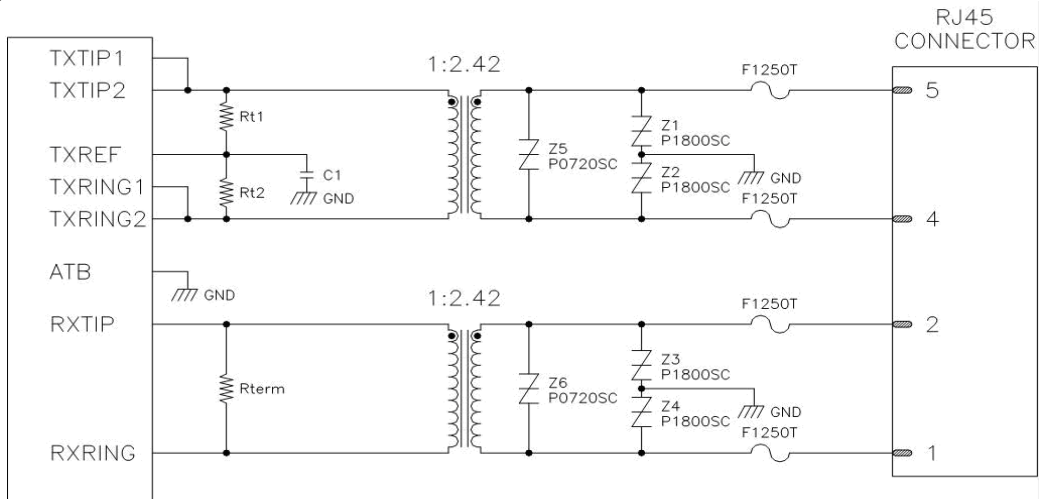 RJ45
CONNECTOR
TXTIP1
TXTIP2
TXREF
TXRING1
TXRING2
ATB
RXTIP
RXRING
Rt1
Rt2
C1
GND
GND
Rterm
1:2.42
1:2.42
Z5
P0720SC
Z1
P1800SC
Z2
P1800SC
GND
F1250T
F1250T
5
4
Z6
P0720SC
Z3
P1800SC
Z4
P1800SC
GND
F1250T
F1250T
2
1